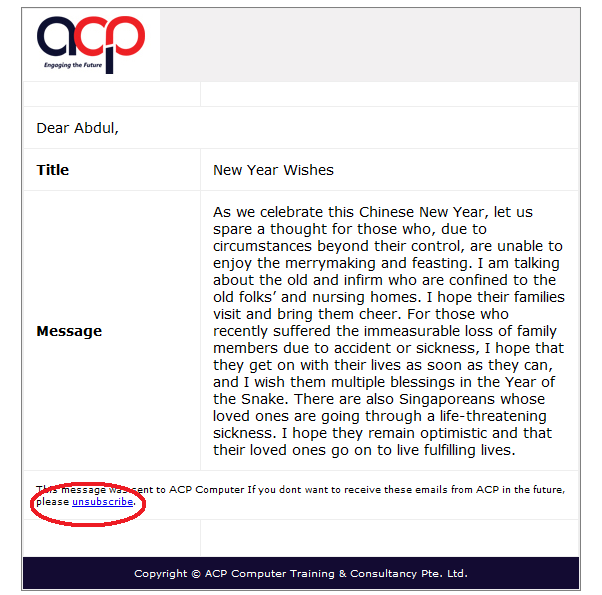 acp
Engaging the Future
Dear Abdul,
Title
New Year Wishes
Message
As we celebrate this Chinese New Year, let us
spare a thought for those who, due to
circumstances beyond their control, are unable to
enjoy the merrymaking and feasting. I am talking
about the old and infirm who are confined to the
old folks’ and nursing homes. I hope their families
visit and bring them cheer. For those who
recently suffered the immeasurable loss of family
members due to accident or sickness, I hope that
they get on with their lives as soon as they can,
and I wish them multiple blessings in the Year of
the Snake. There are also Singaporeans whose
loved ones are going through a life-threatening
sickness. I hope they remain optimistic and that
their loved ones go on to live fulfilling lives.
This message was sent to ACP Computer If you dont want to receive these emails from ACP in the future,
please unsubscribe.
Copyright © ACP Computer Training & Consultancy Pte. Ltd.